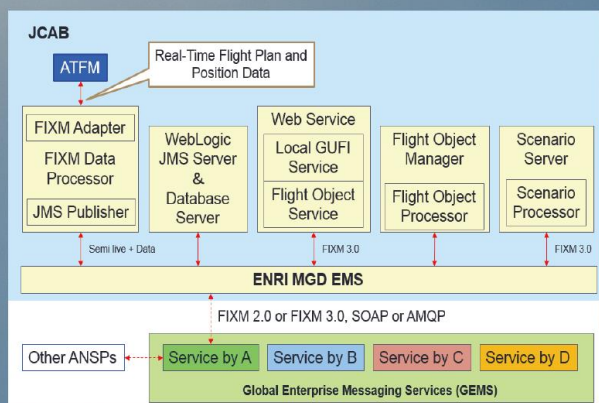 JCAB
ATFM
Real-Time Flight Plan and
Position Data
FIXM Adapter
FIXM Data
Processor
JMS Publisher
WebLogic
JMS Server
&
Database
Server
Web Service
Local GUFI
Service
Flight Object
Service
Flight Object
Manager
Flight Object
Processor
Scenario
Server
Scenario
Processor
Semi live + Data
FIXM 3.0
FIXM 3.0
ENRI MGD EMS
FIXM 2.0 or FIXM 3.0, SOAP or AMQP
Other ANSPs
Service by A
Service by B
Service by C
Service by D
Global Enterprise Messaging Services (GEMS)